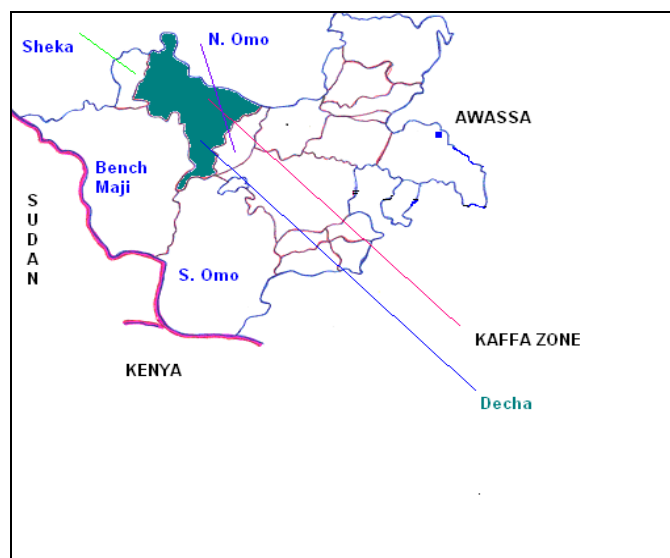 Sheka
N. Omo
AWASSA
Bench
Maji
S
U
D
A
N
S. Omo
KAFFA ZONE
KENYA
Decha